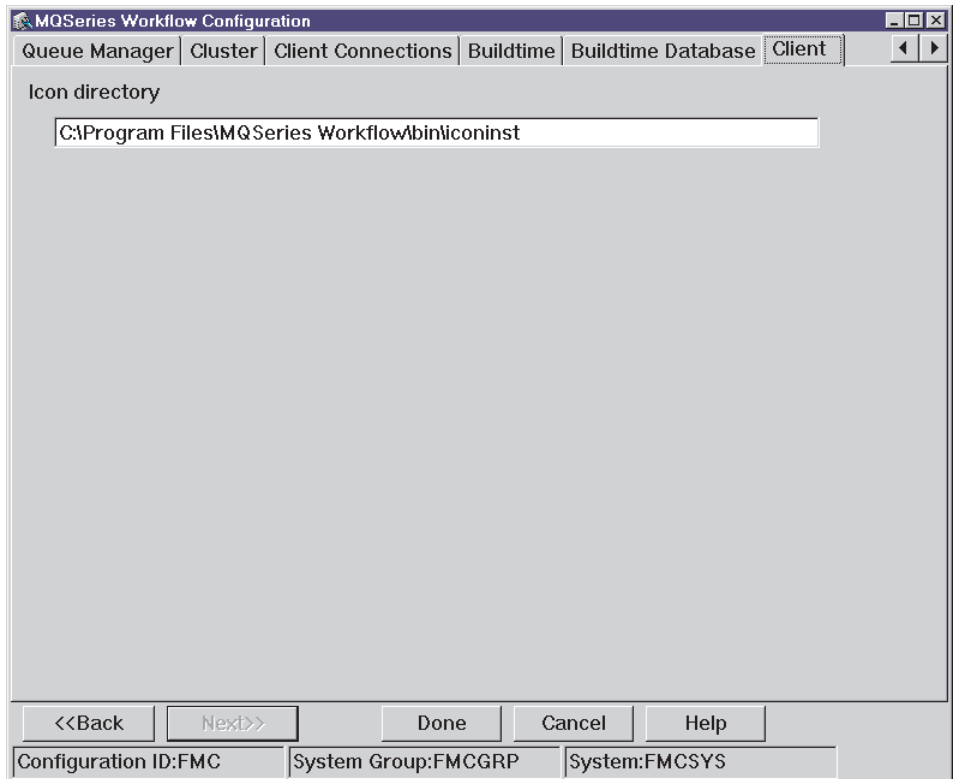 MQSeries Workflow Configuration
Queue Manager Cluster Client Connections Buildtime Buildtime Database Client
Icon directory
C:\Program Files\MQSeries Workflow\bin\iconinst
<<Back Next>> Done Cancel Help
Configuration ID:FMC System Group:FMCGRP System:FMCSYS